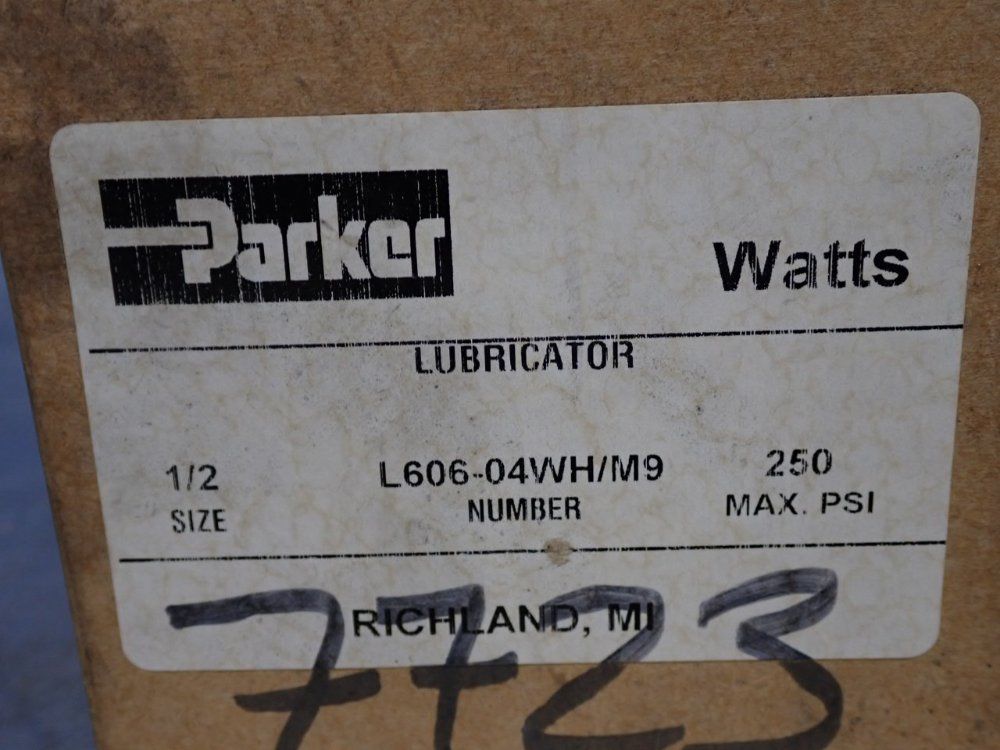 Parker
Watts
LUBRICATOR
1/2 L606-04WH/M9 250
SIZE NUMBER MAX. PSI
RICHLAND, MI
7723